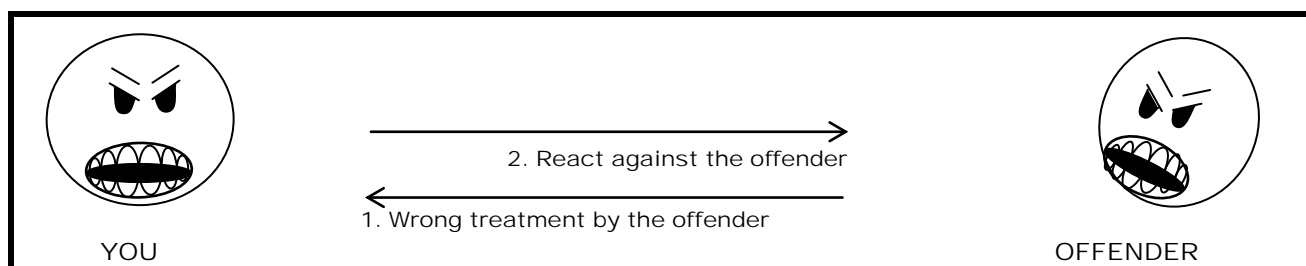 2. React against the offender
1. Wrong treatment by the offender
YOU
OFFENDER